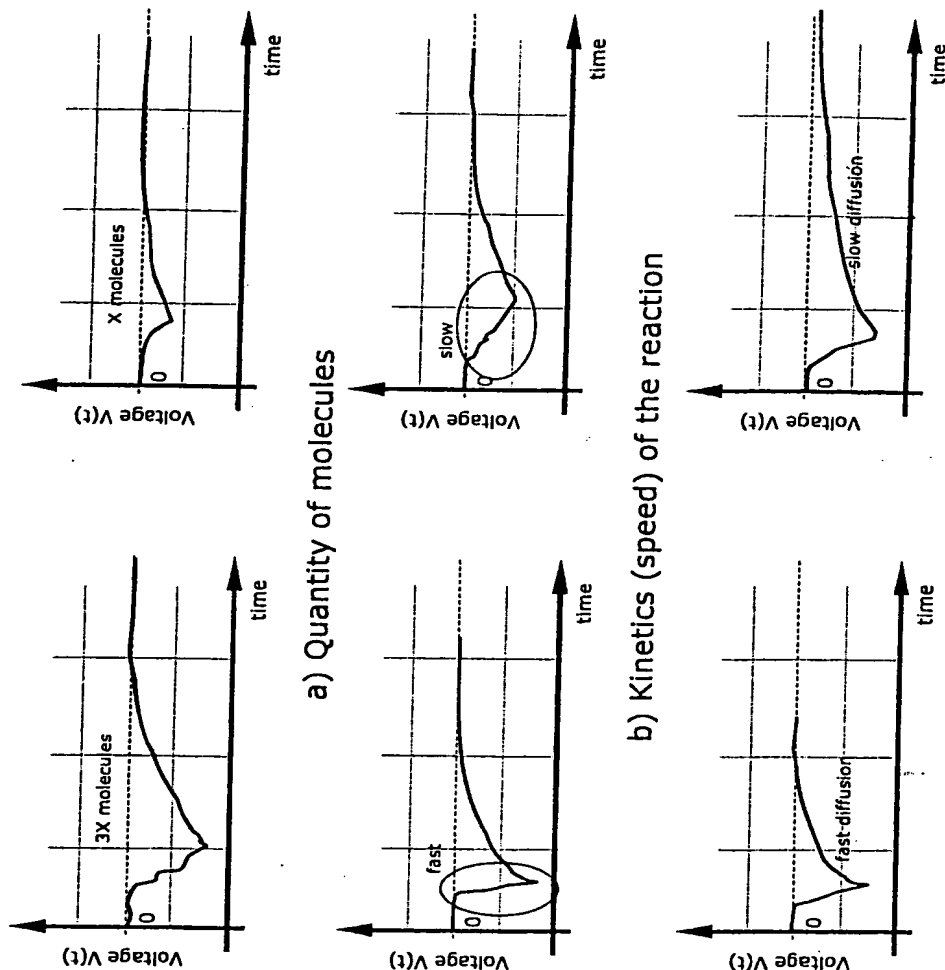 Voltage V(t)
3X molecules
0
time
Voltage V(t)
X molecules
0
time
a) Quantity of molecules
Voltage V(t)
fast
0
time
Voltage V(t)
slow
0
time
b) Kinetics (speed) of the reaction
Voltage V(t)
fast diffusion
0
time
Voltage V(t)
slow diffusión
0
time